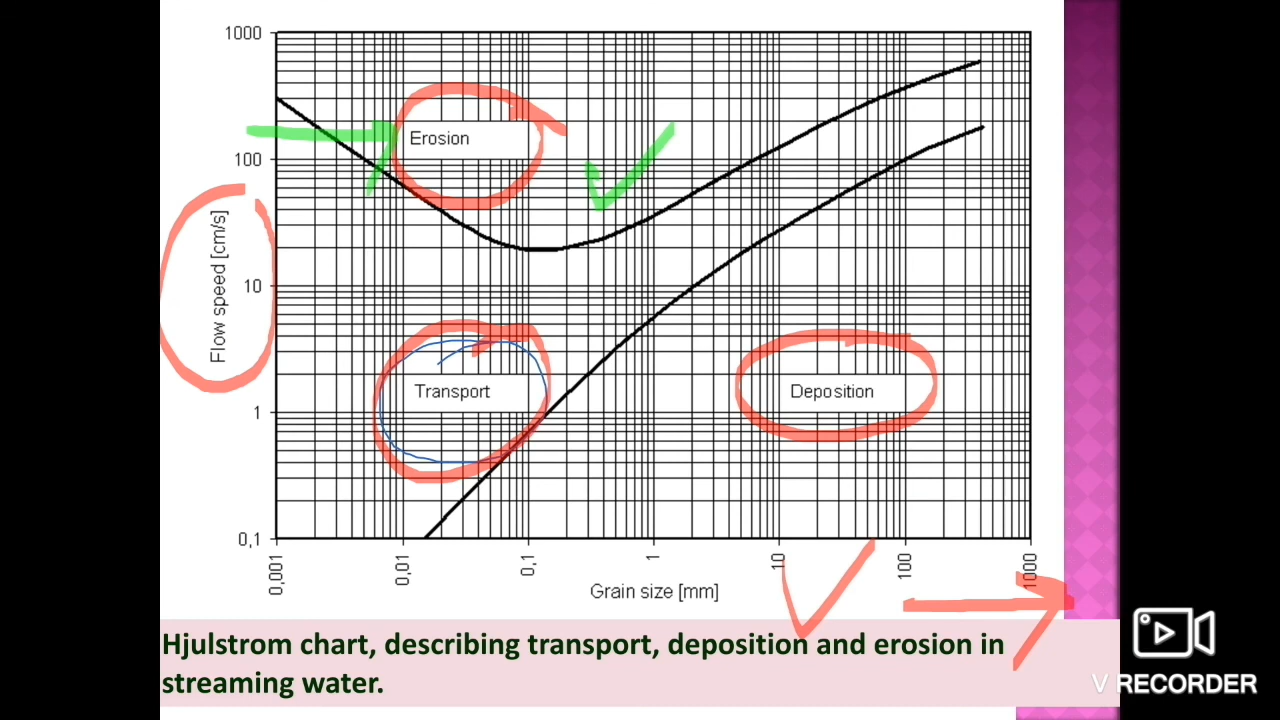 1000
100
10
1
0,1
Flow speed [cm/s]
Erosion
Transport
Deposition
0,001
0,01
0,1
1
10
100
1000
Grain size [mm]
Hjulstrom chart, describing transport, deposition and erosion in
streaming water.
V RECORDER